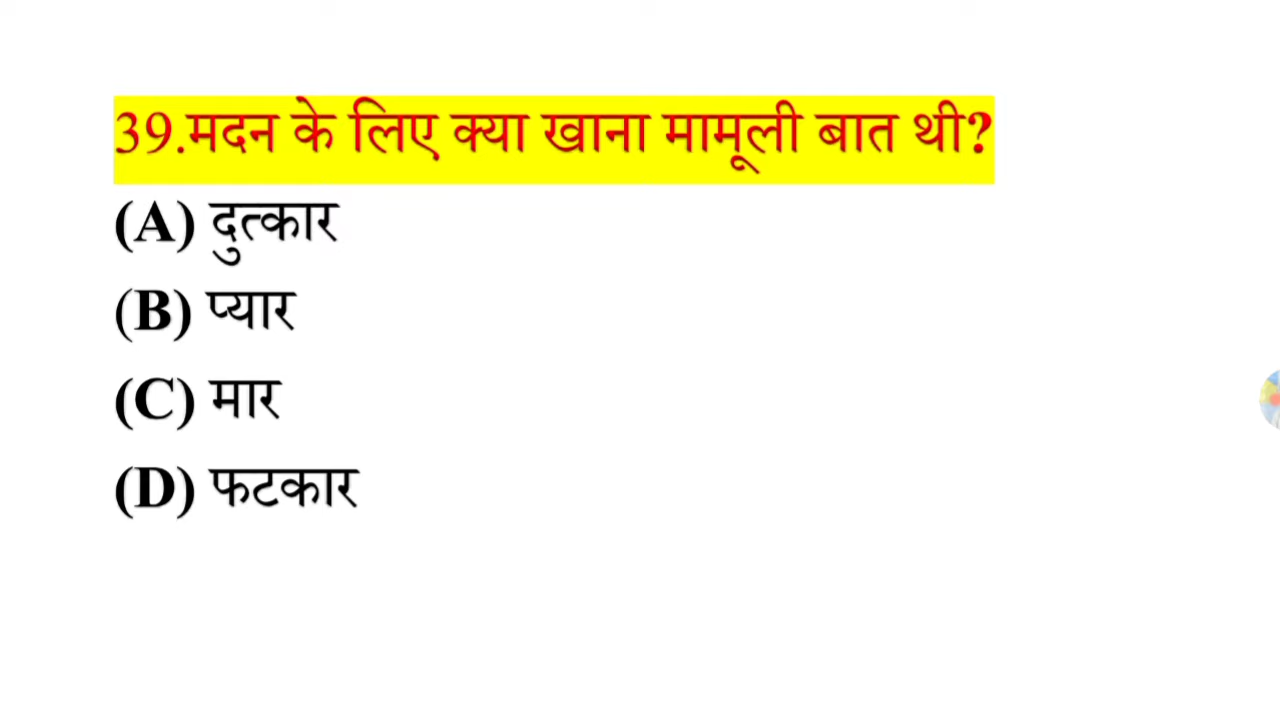 39.मदन के लिए क्या खाना मामूली बात थी?
(A) दुत्कार
(B) प्यार
(C) मार
(D) फटकार